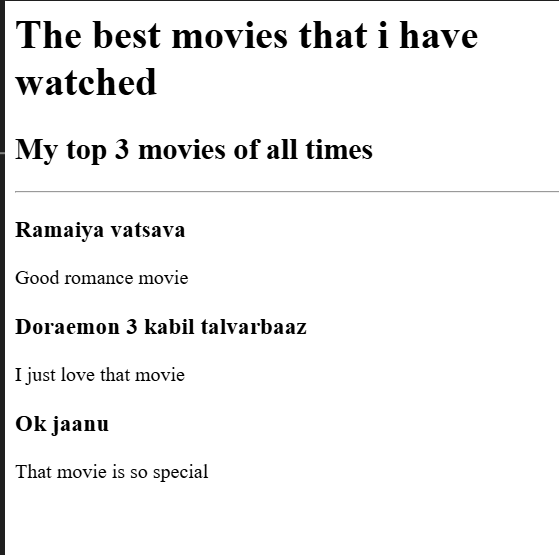 The best movies that i have
watched
My top 3 movies of all times
Ramaiya vatsava
Good romance movie
Doraemon 3 kabil talvarbaaz
I just love that movie
Ok jaanu
That movie is so special